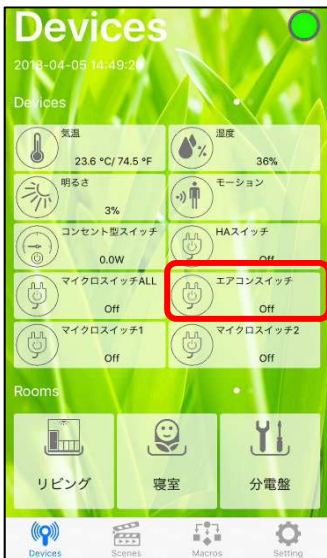 Devices
2018-04-05 14:49:2
Devices
気温
23.6 °C/ 74.5 °F
湿度
36%
明るさ
3%
モーション
コンセント型スイッチ
0.0W
HAスイッチ
Off
マイクロスイッチALL
Off
エアコンスイッチ
Off
マイクロスイッチ1
Off
マイクロスイッチ2
Off
Rooms
リビング
寝室
分電盤
Devices
Scenes
Macros
Setting